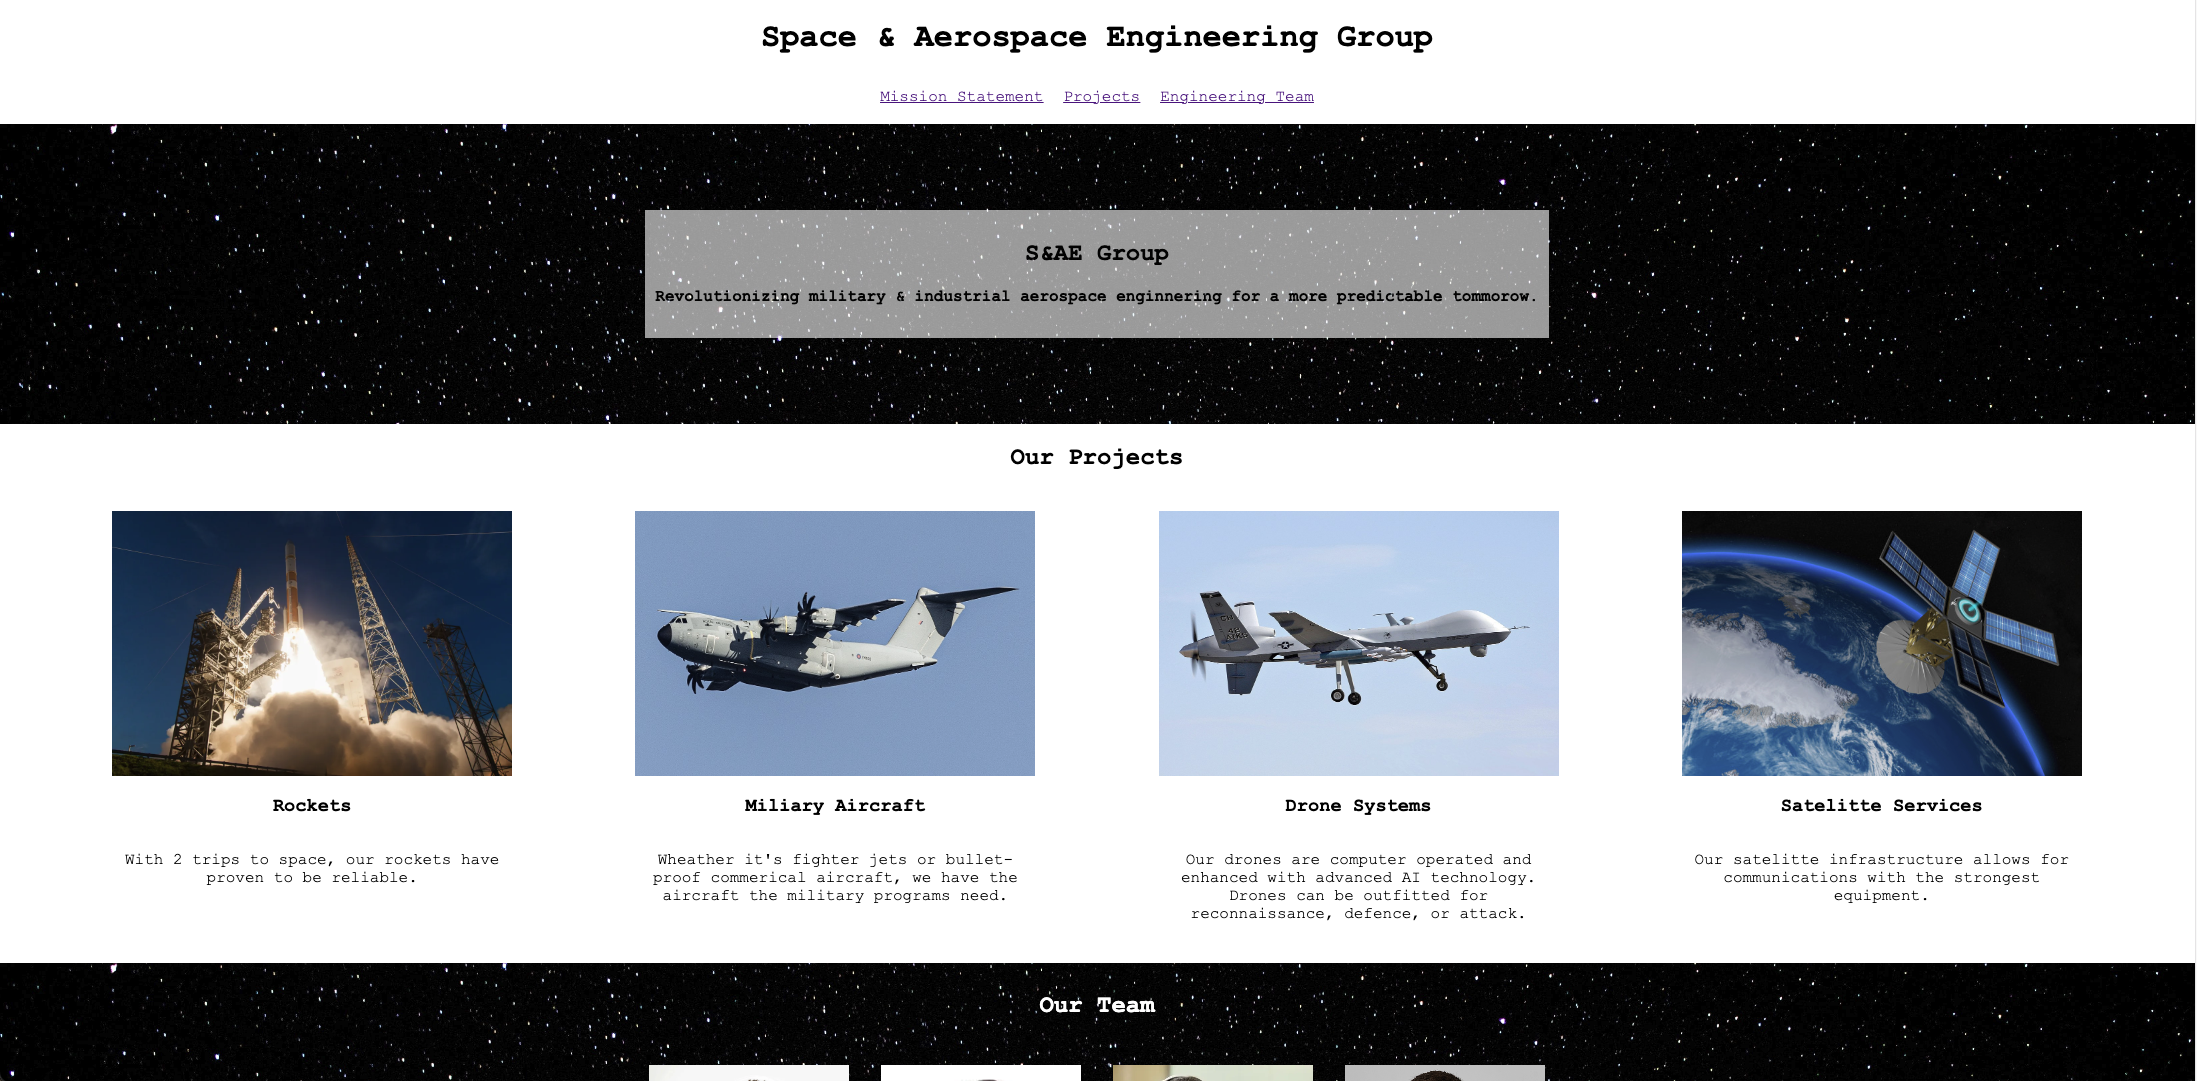 Space & Aerospace Engineering Group
Mission Statement Projects Engineering Team
S&AE Group
Revolutionizing military & industrial aerospace enginnering for a more predictable tommorow.
Our Projects
Rockets
With 2 trips to space, our rockets have
proven to be reliable.
Miliary Aircraft
Wheather it's fighter jets or bullet-
proof commerical aircraft, we have the
aircraft the military programs need.
Drone Systems
Our drones are computer operated and
enhanced with advanced AI technology.
Drones can be outfitted for
reconnaissance, defence, or attack.
Satelitte Services
Our satelitte infrastructure allows for
communications with the strongest
equipment.
Our Team